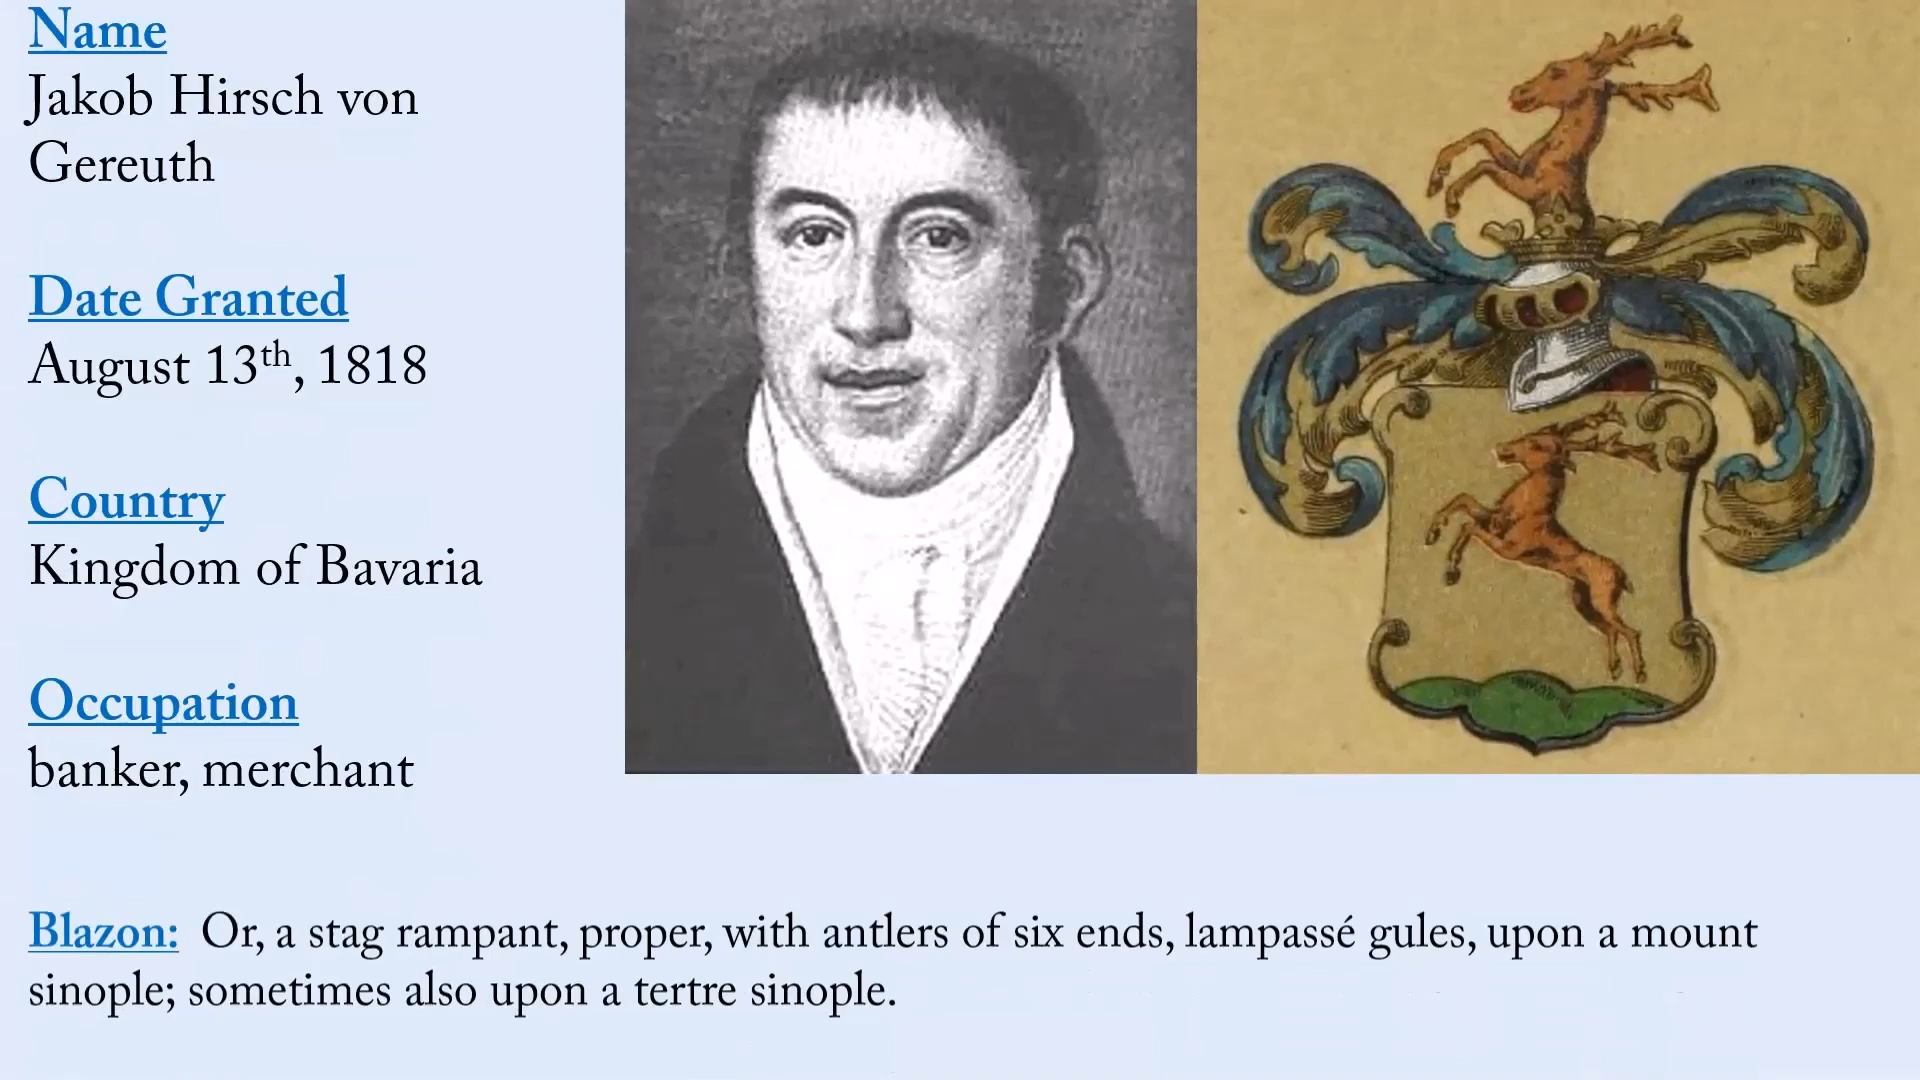 Name
Jakob Hirsch von
Gereuth
Date Granted
August 13th, 1818
Country
Kingdom of Bavaria
Occupation
banker, merchant
Blazon: Or, a stag rampant, proper, with antlers of six ends, lampassé gules, upon a mount
sinople; sometimes also upon a tertre sinople.